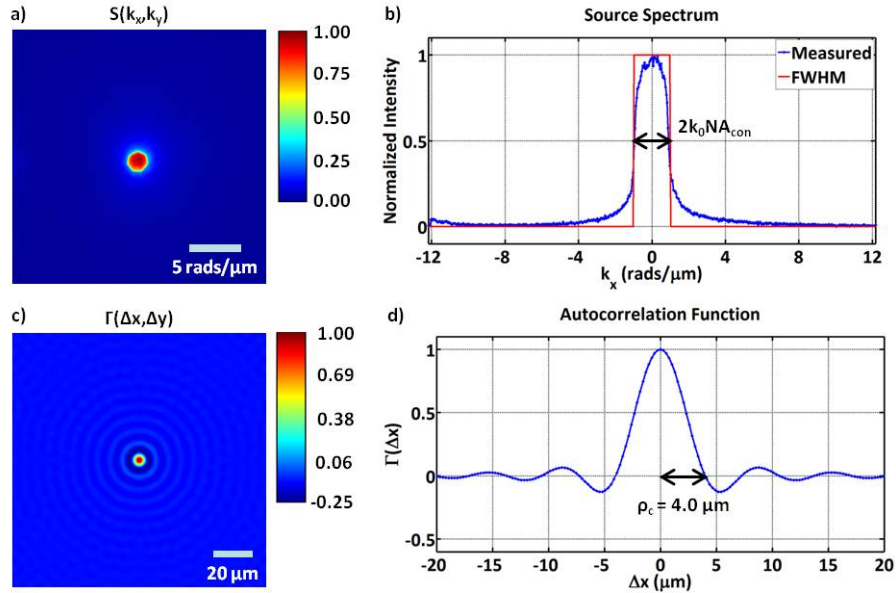 a)
S(kₓ,kᵧ)
1.00
0.75
0.50
0.25
0.00
5 rads/µm
b)
Source Spectrum
Normalized Intensity
1
0.5
0
Measured
FWHM
2k₀NA_con
-12
-8
-4
0
4
8
12
kₓ (rads/µm)
c)
Γ(Δx,Δy)
1.00
0.69
0.38
0.06
-0.25
20 µm
d)
Autocorrelation Function
Γ(Δx)
1
0.5
0
-0.5
ρ_c = 4.0 µm
-20
-15
-10
-5
0
5
10
15
20
Δx (µm)